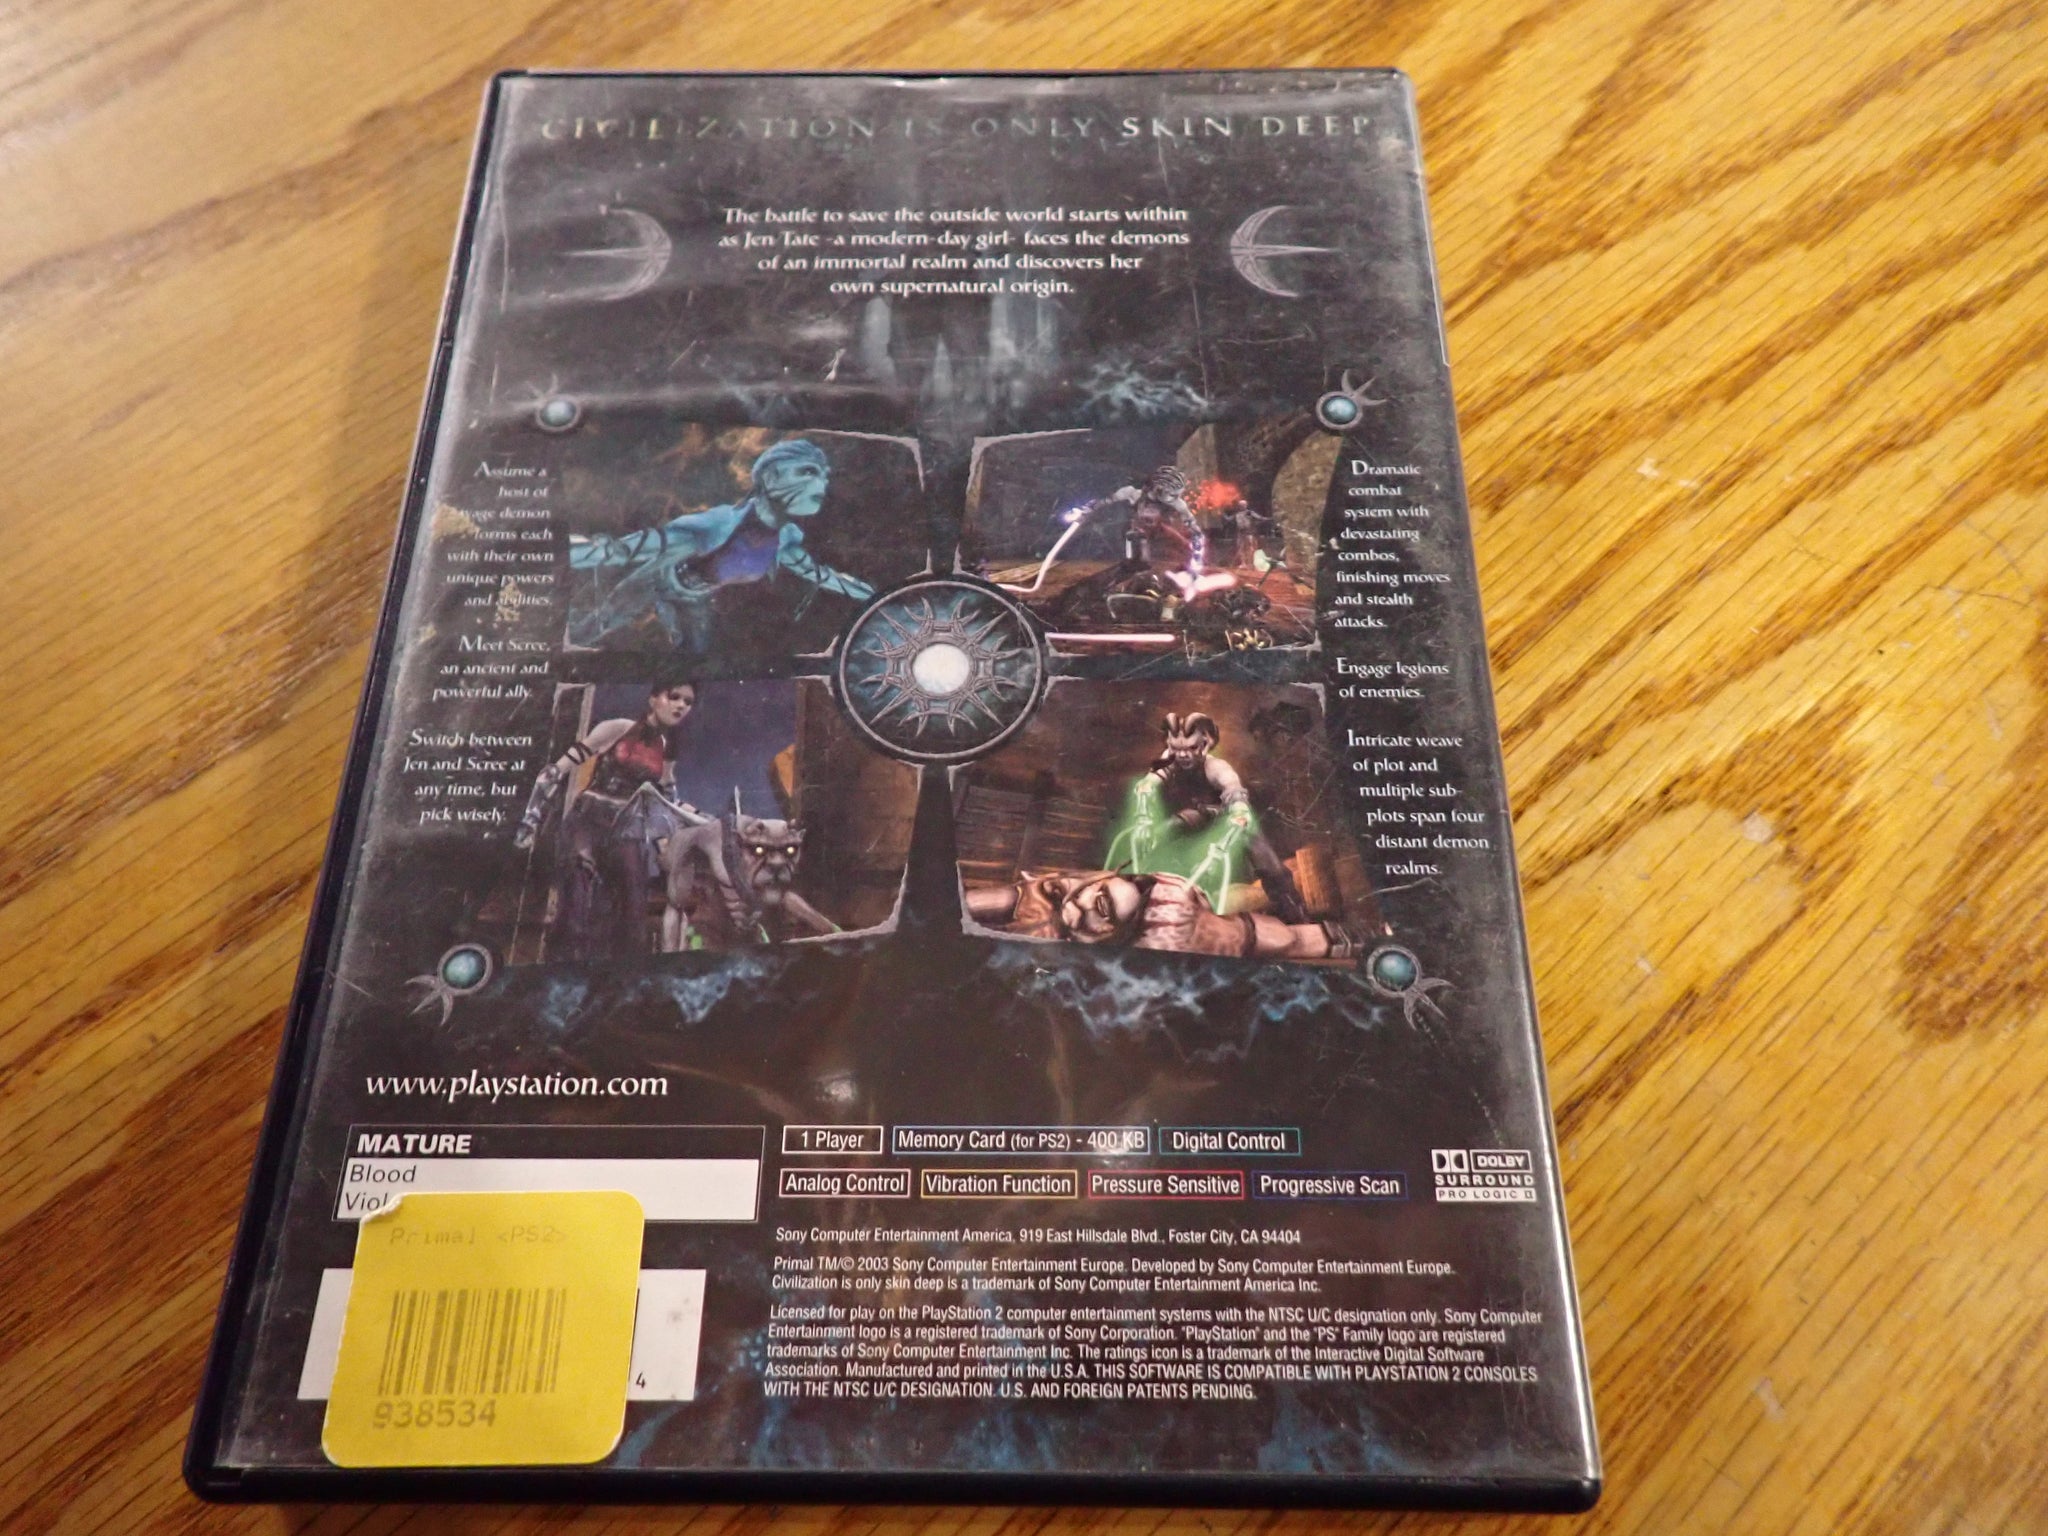 CIVILIZATION IS ONLY SKIN DEEP
The battle to save the outside world starts within
as Jen Tate -a modern-day girl- faces the demons
of an immortal realm and discovers her
own supernatural origin.
Assume a
host of
vage demon
forms each
with their own
unique powers
and abilities.
Meet Scree,
an ancient and
powerful ally.
Switch between
Jen and Scree at
any time, but
pick wisely.
Dramatic
combat
system with
devastating
combos,
finishing moves
and stealth
attacks.
Engage legions
of enemies.
Intricate weave
of plot and
multiple sub-
plots span four
distant demon
realms.
www.playstation.com
MATURE
Blood
Viol
Primal <PS2>
938534
4
1 Player
Memory Card (for PS2) - 400 KB
Digital Control
Analog Control
Vibration Function
Pressure Sensitive
Progressive Scan
DOLBY
SURROUND
PRO LOGIC II
Sony Computer Entertainment America, 919 East Hillsdale Blvd., Foster City, CA 94404
Primal TM/© 2003 Sony Computer Entertainment Europe. Developed by Sony Computer Entertainment Europe.
Civilization is only skin deep is a trademark of Sony Computer Entertainment America Inc.
Licensed for play on the PlayStation 2 computer entertainment systems with the NTSC U/C designation only. Sony Computer
Entertainment logo is a registered trademark of Sony Corporation. "PlayStation" and the "PS" Family logo are registered
trademarks of Sony Computer Entertainment Inc. The ratings icon is a trademark of the Interactive Digital Software
Association. Manufactured and printed in the U.S.A. THIS SOFTWARE IS COMPATIBLE WITH PLAYSTATION 2 CONSOLES
WITH THE NTSC U/C DESIGNATION. U.S. AND FOREIGN PATENTS PENDING.